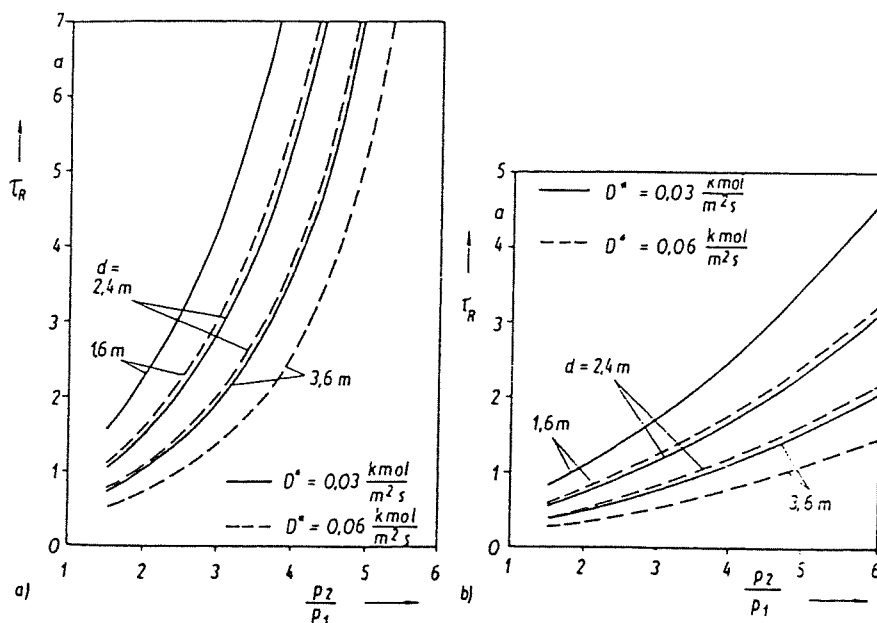 7
a
6
5
τR
4
d =
2,4 m
3
1,6 m
2
3,6 m
1
D* = 0,03 kmol/m²s
D* = 0,06 kmol/m²s
0
1 2 3 4 5 6
a) p2/p1
5
a
D* = 0,03 kmol/m²s
4
D* = 0,06 kmol/m²s
τR
3
d = 2,4 m
2
1,6 m
1
3,6 m
0
1 2 3 4 5 6
b) p2/p1